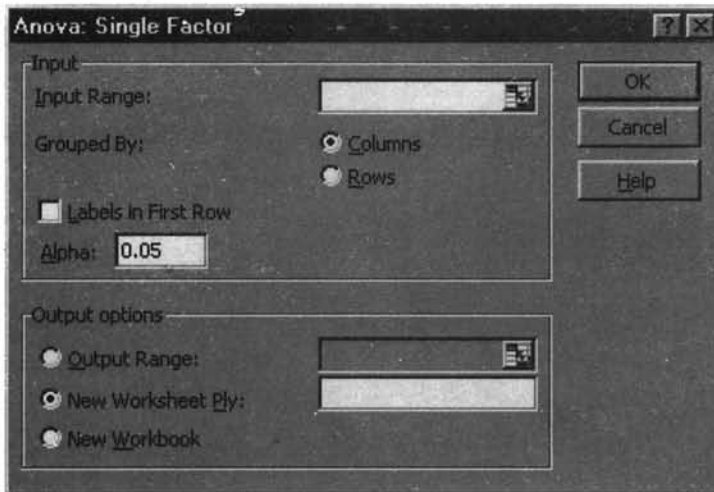 Anova: Single Factor
Input
Input Range:
OK
Cancel
Grouped By:
Columns
Rows
Help
Labels in First Row
Alpha: 0.05
Output options
Output Range:
New Worksheet Ply:
New Workbook